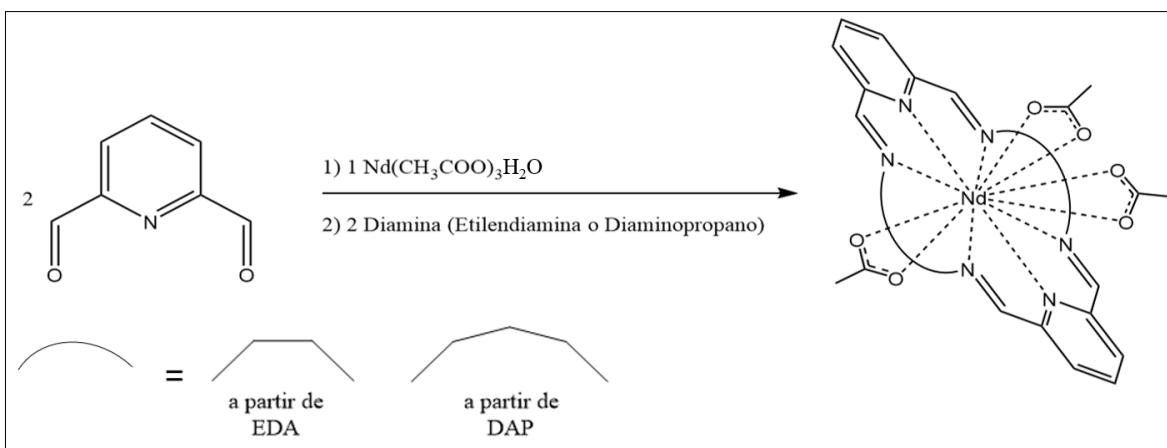 2
N
O
O
1) 1 Nd(CH₃COO)₃H₂O
2) 2 Diamina (Etilendiamina o Diaminopropano)
N
N
N
O
O
Nd
O
O
O
O
N
N
N
=
a partir de
EDA
a partir de
DAP